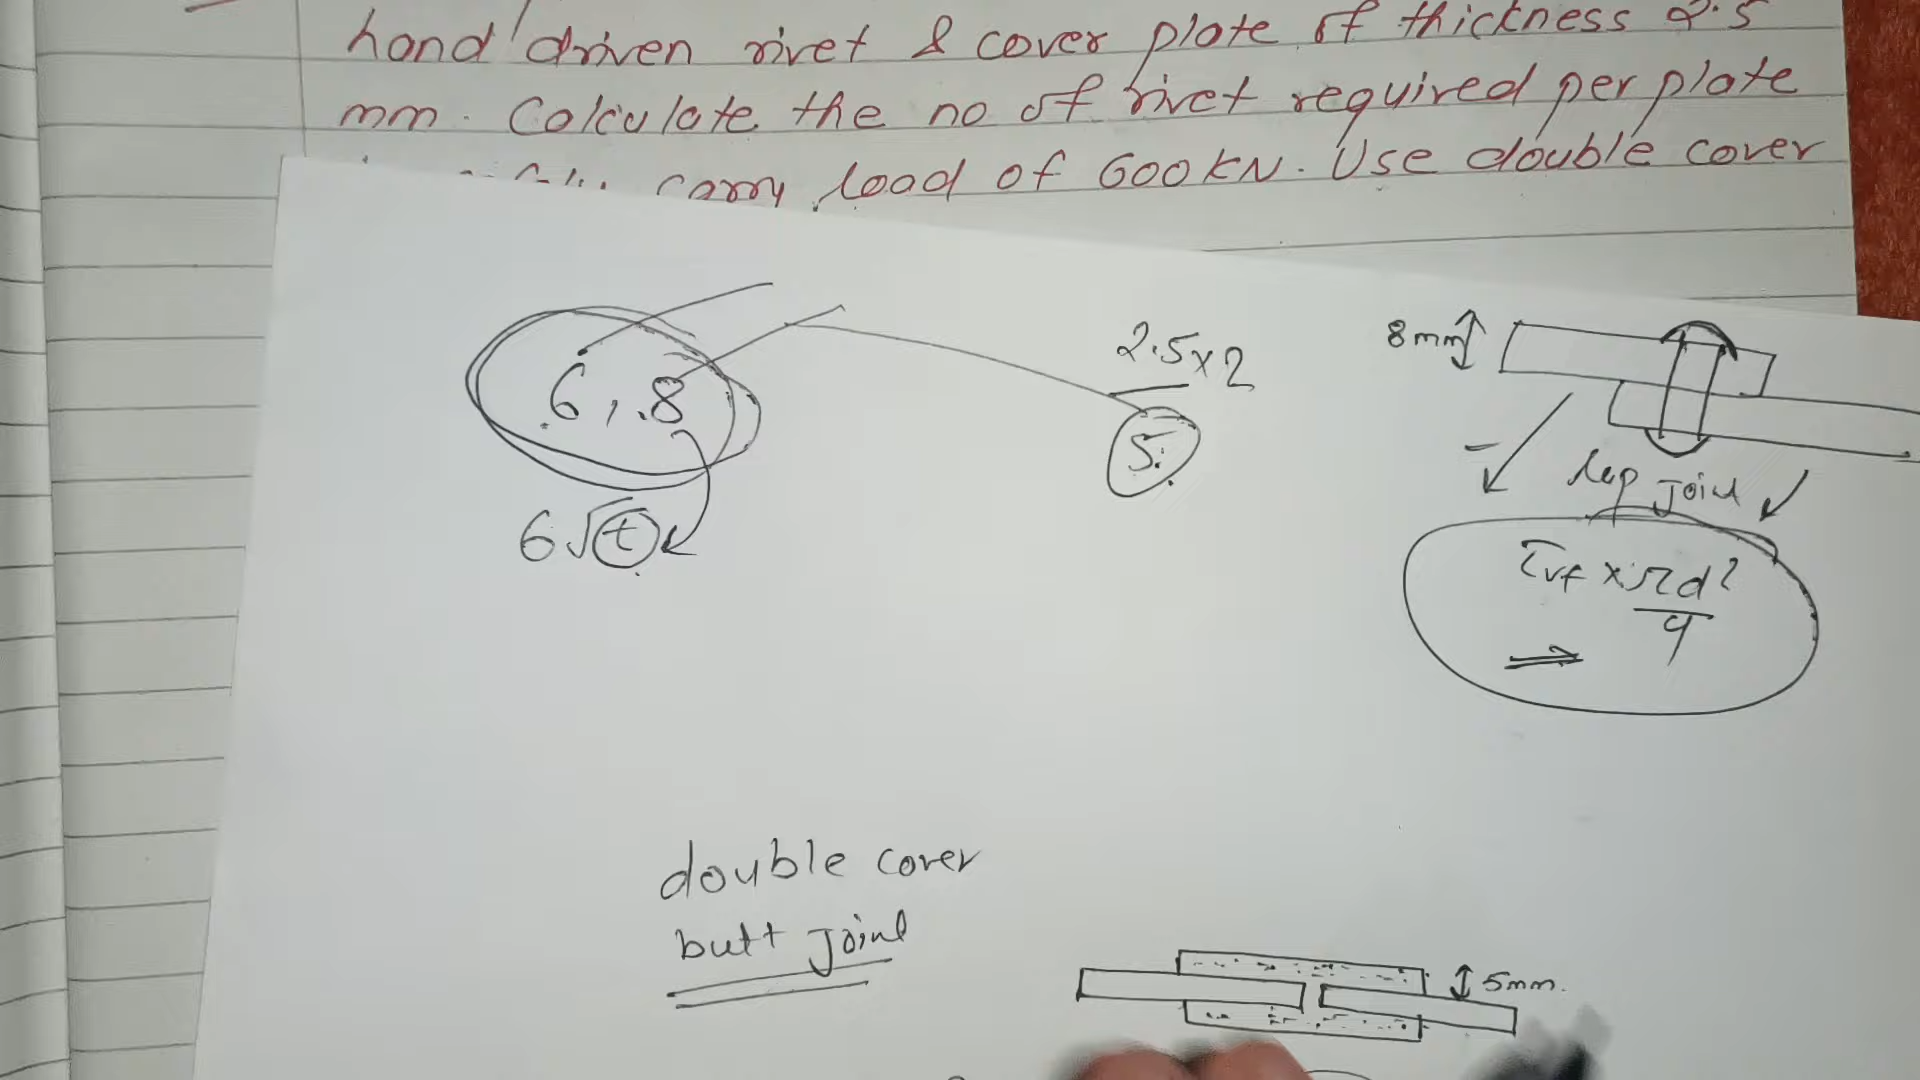 hand driven rivet & cover plate of thickness 2.5
mm. Calculate the no of rivet required per plate
carry load of 600 KN. Use double cover
6, 8
6√t
2.5x2
5
8mm
Lap Joint
τvf x πd²/4
double cover
butt Joint
5mm.